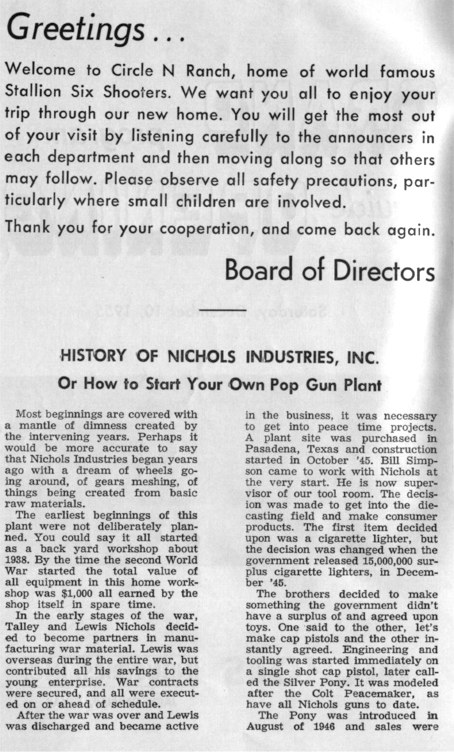 Greetings...
Welcome to Circle N Ranch, home of world famous
Stallion Six Shooters. We want you all to enjoy your
trip through our new home. You will get the most out
of your visit by listening carefully to the announcers in
each department and then moving along so that others
may follow. Please observe all safety precautions, par-
ticularly where small children are involved.
Thank you for your cooperation, and come back again.
Board of Directors
HISTORY OF NICHOLS INDUSTRIES, INC.
Or How to Start Your Own Pop Gun Plant
Most beginnings are covered with
a mantle of dimness created by
the intervening years. Perhaps it
would be more accurate to say
that Nichols Industries began years
ago with a dream of wheels go-
ing around, of gears meshing, of
things being created from basic
raw materials.
The earliest beginnings of this
plant were not deliberately plan-
ned. You could say it all started
as a back yard workshop about
1938. By the time the second World
War started the total value of
all equipment in this home work-
shop was $1,000 all earned by the
shop itself in spare time.
In the early stages of the war,
Talley and Lewis Nichols decid-
ed to become partners in manu-
facturing war material. Lewis was
overseas during the entire war, but
contributed all his savings to the
young enterprise. War contracts
were secured, and all were execut-
ed on or ahead of schedule.
After the war was over and Lewis
was discharged and became active
in the business, it was necessary
to get into peace time projects.
A plant site was purchased in
Pasadena, Texas and construction
started in October '45. Bill Simp-
son came to work with Nichols at
the very start. He is now super-
visor of our tool room. The decis-
ion was made to get into the die-
casting field and make consumer
products. The first item decided
upon was a cigarette lighter, but
the decision was changed when the
government released 15,000,000 sur-
plus cigarette lighters, in Decem-
ber '45.
The brothers decided to make
something the government didn't
have a surplus of and agreed upon
toys. One said to the other, let's
make cap pistols and the other in-
stantly agreed. Engineering and
tooling was started immediately on
a single shot cap pistol, later call-
ed the Silver Pony. It was modeled
after the Colt Peacemaker, as
have all Nichols guns to date.
The Pony was introduced in
August of 1946 and sales were